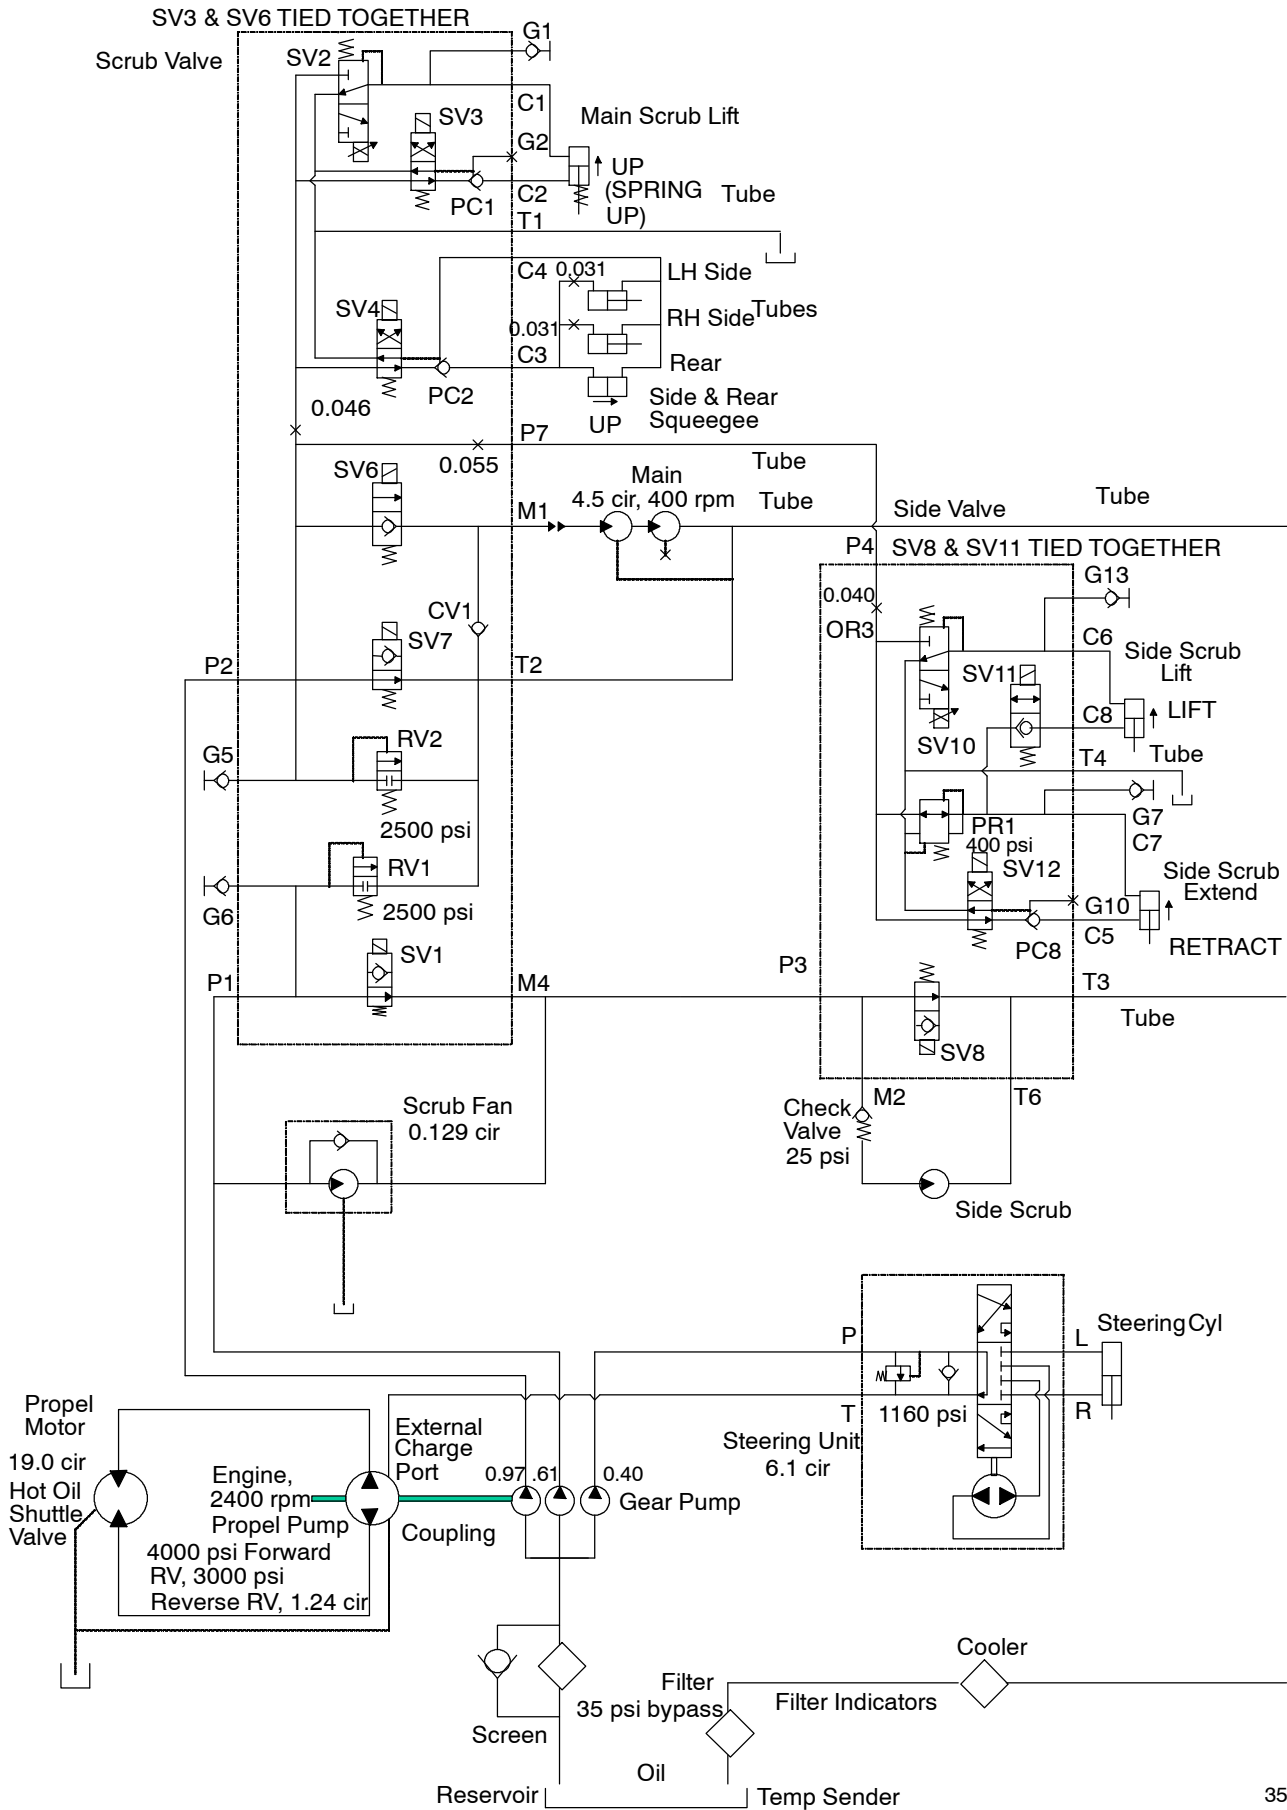 SV3 & SV6 TIED TOGETHER
Scrub Valve
SV2
G1
C1
SV3
Main Scrub Lift
G2
UP
(SPRING
UP)
Tube
C2
PC1
T1
C4
0.031
LH Side
SV4
RH Side
Tubes
0.031
C3
Rear
PC2
Side & Rear
Squeegee
UP
0.046
P7
0.055
Tube
SV6
Main
4.5 cir, 400 rpm
Tube
Tube
M1
Side Valve
P4
SV8 & SV11 TIED TOGETHER
G13
0.040
OR3
CV1
SV7
C6
Side Scrub
Lift
P2
T2
SV11
LIFT
C8
SV10
Tube
T4
RV2
G5
G7
2500 psi
PR1
400 psi
C7
RV1
SV12
Side Scrub
Extend
G6
2500 psi
G10
C5
SV1
PC8
RETRACT
P3
P1
M4
T3
Tube
SV8
M2
T6
Scrub Fan
0.129 cir
Check
Valve
25 psi
Side Scrub
P
L
Steering Cyl
Propel
Motor
T
1160 psi
R
External
Charge
Port
Steering Unit
6.1 cir
19.0 cir
Hot Oil
Shuttle
Valve
Engine,
2400 rpm
Propel Pump
0.97
.61
0.40
Gear Pump
Coupling
4000 psi Forward
RV, 3000 psi
Reverse RV, 1.24 cir
Cooler
Filter
35 psi bypass
Filter Indicators
Screen
Oil
Reservoir
Temp Sender
35